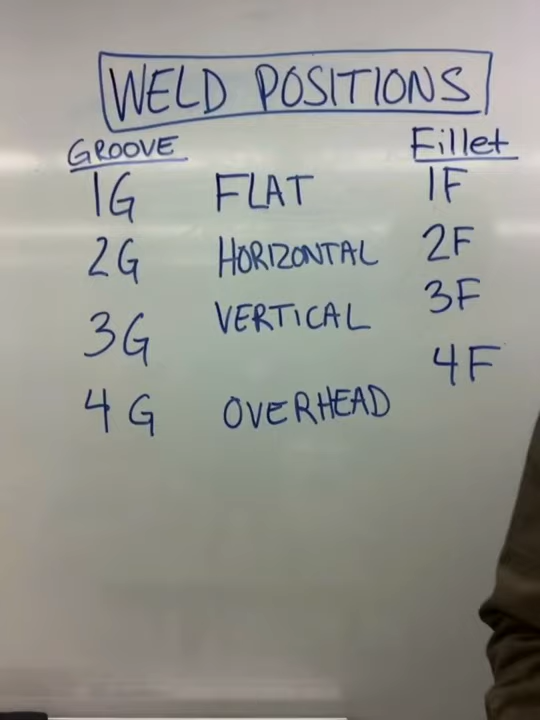 WELD POSITIONS
GROOVE Fillet
1G FLAT 1F
2G HORIZONTAL 2F
3G VERTICAL 3F
4G OVERHEAD 4F